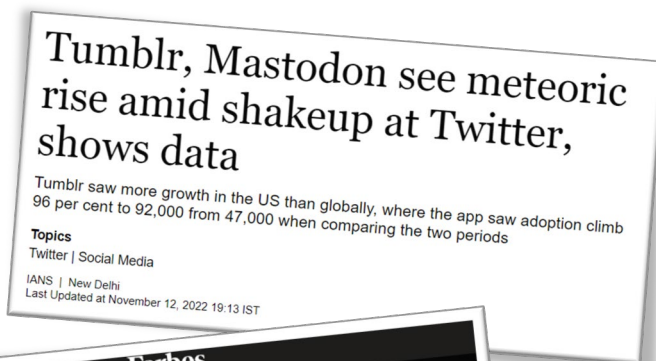 Tumblr, Mastodon see meteoric
rise amid shakeup at Twitter,
shows data
Tumblr saw more growth in the US than globally, where the app saw adoption climb
96 per cent to 92,000 from 47,000 when comparing the two periods
Topics
Twitter | Social Media
IANS | New Delhi
Last Updated at November 12, 2022 19:13 IST
Forbes